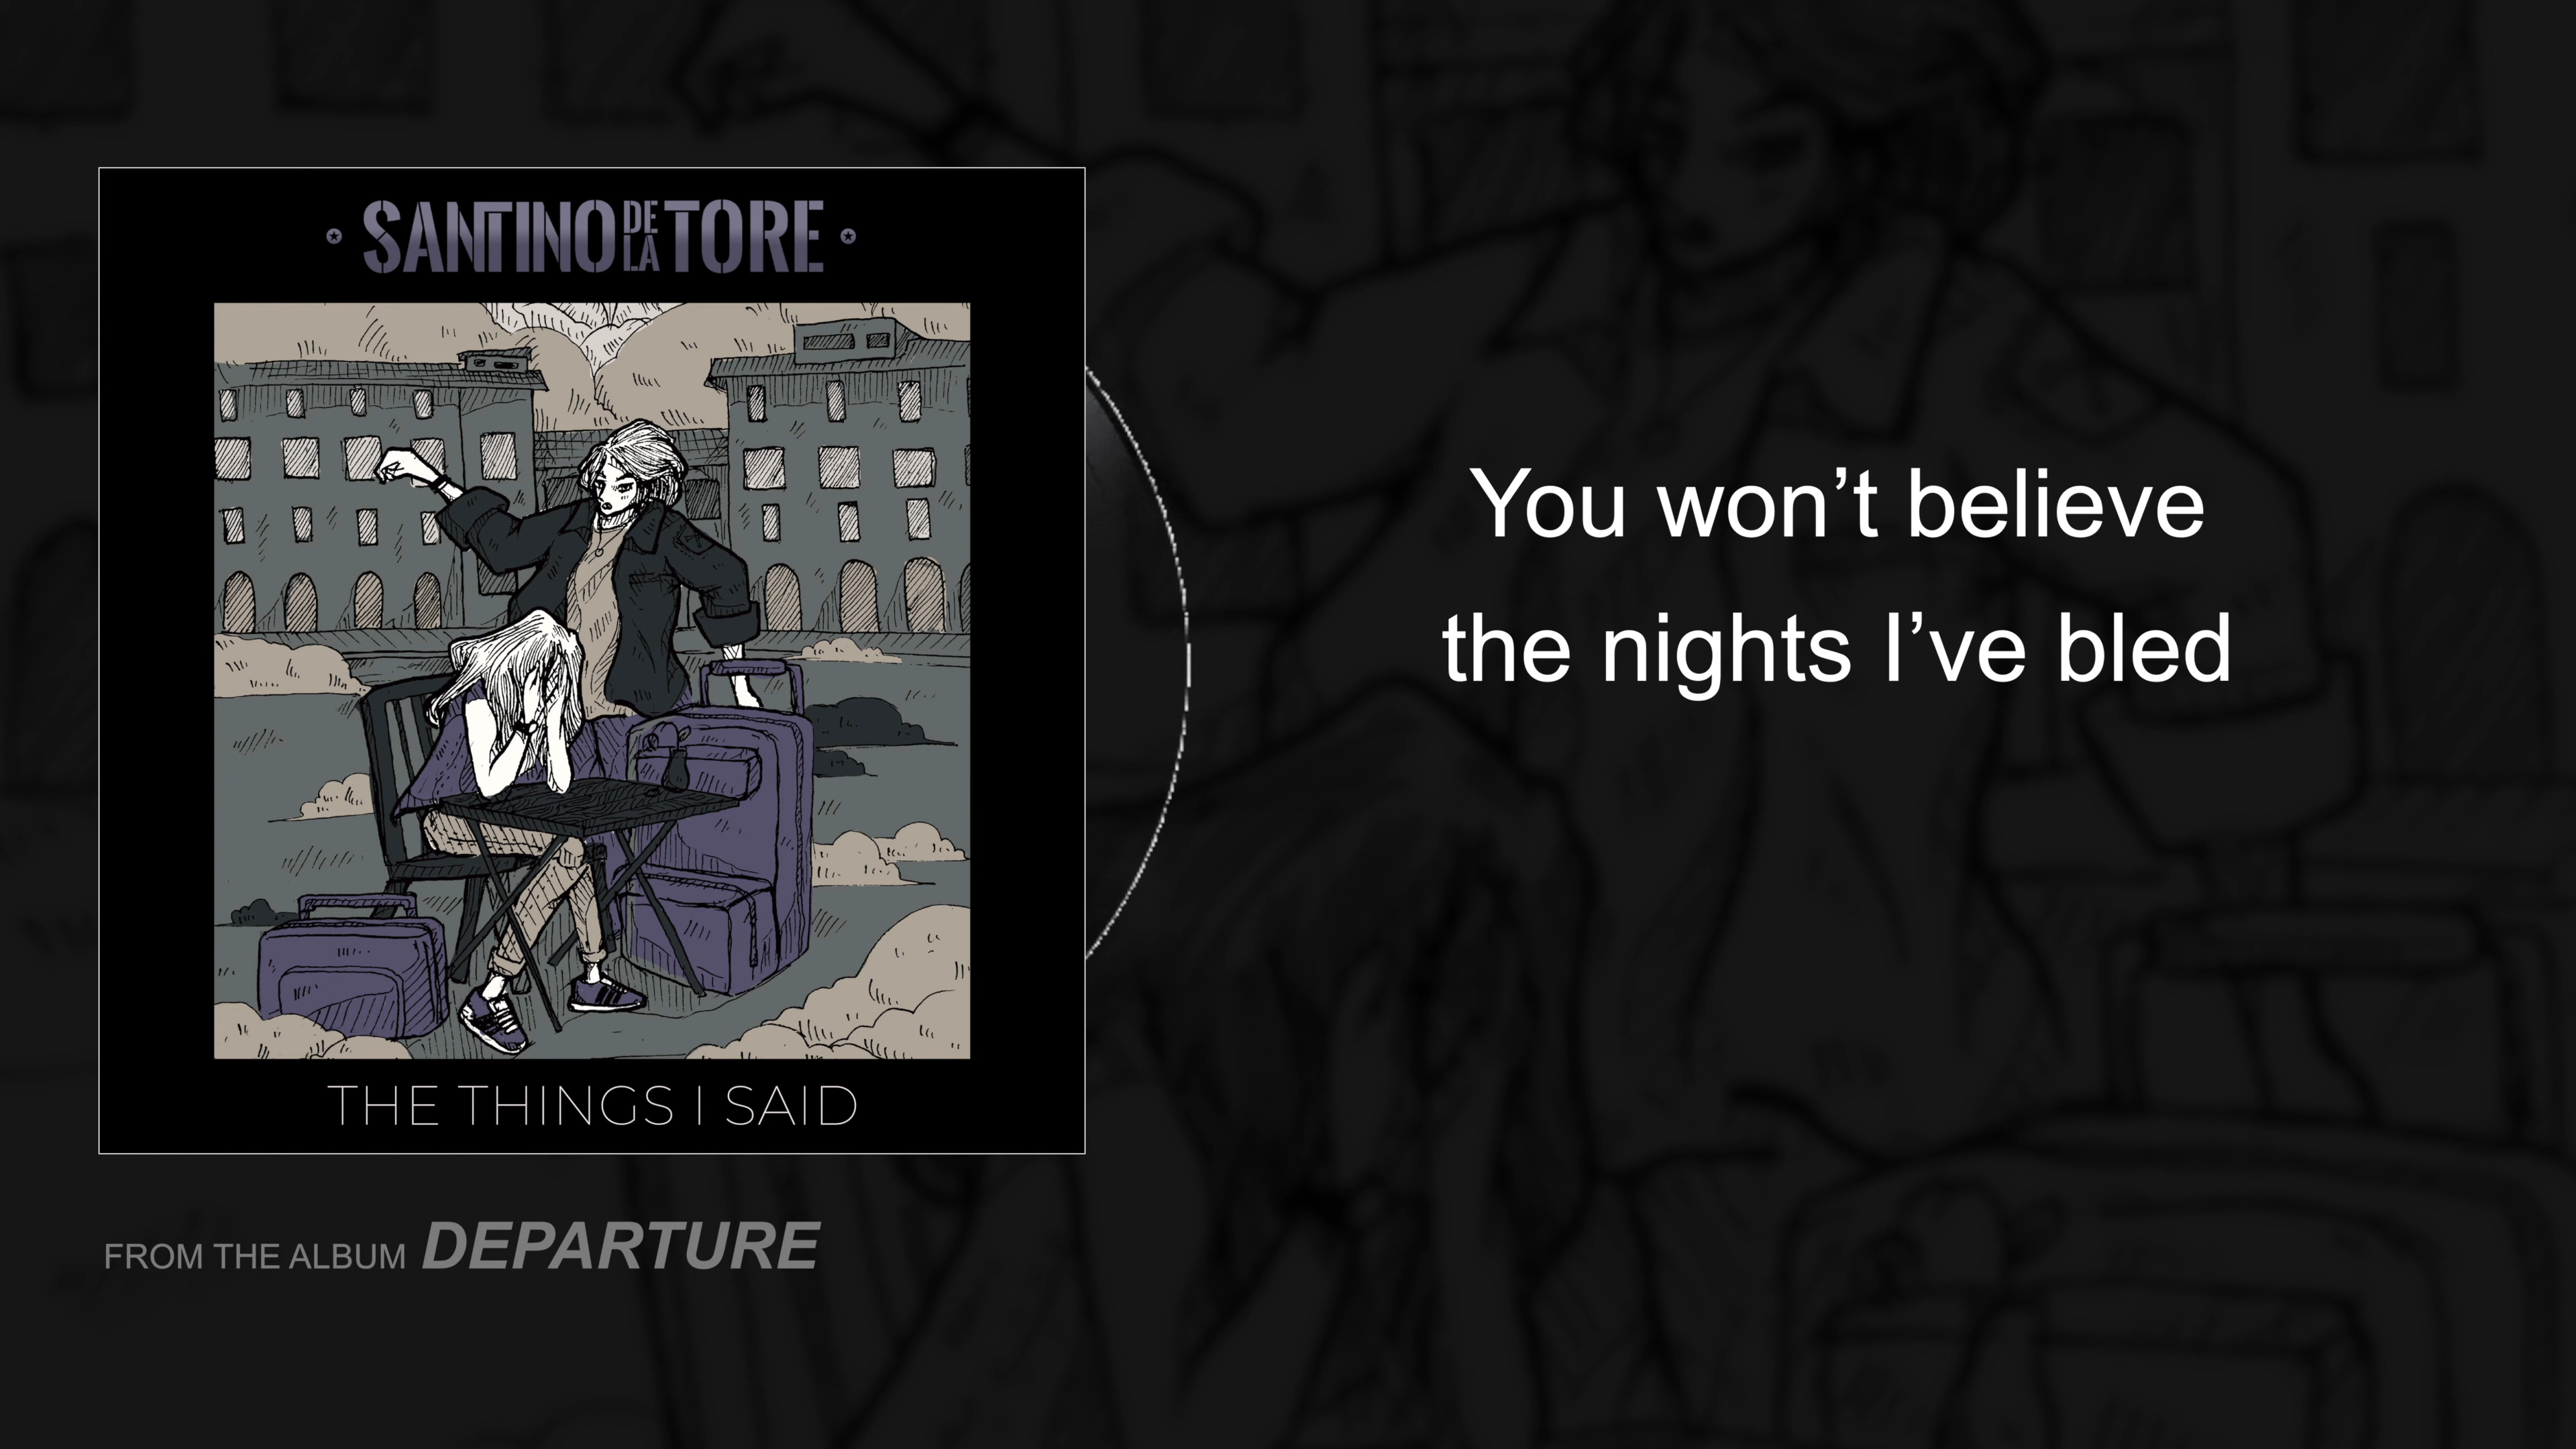 SANTINO DE LA TORE
THE THINGS I SAID
FROM THE ALBUM DEPARTURE
You won’t believe
the nights I’ve bled